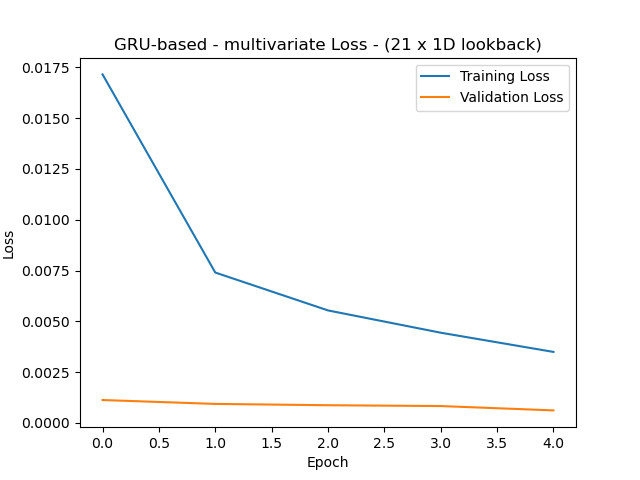 GRU-based - multivariate Loss - (21 x 1D lookback)
Training Loss
Validation Loss
0.0175
0.0150
0.0125
0.0100
0.0075
0.0050
0.0025
0.0000
Loss
0.0 0.5 1.0 1.5 2.0 2.5 3.0 3.5 4.0
Epoch